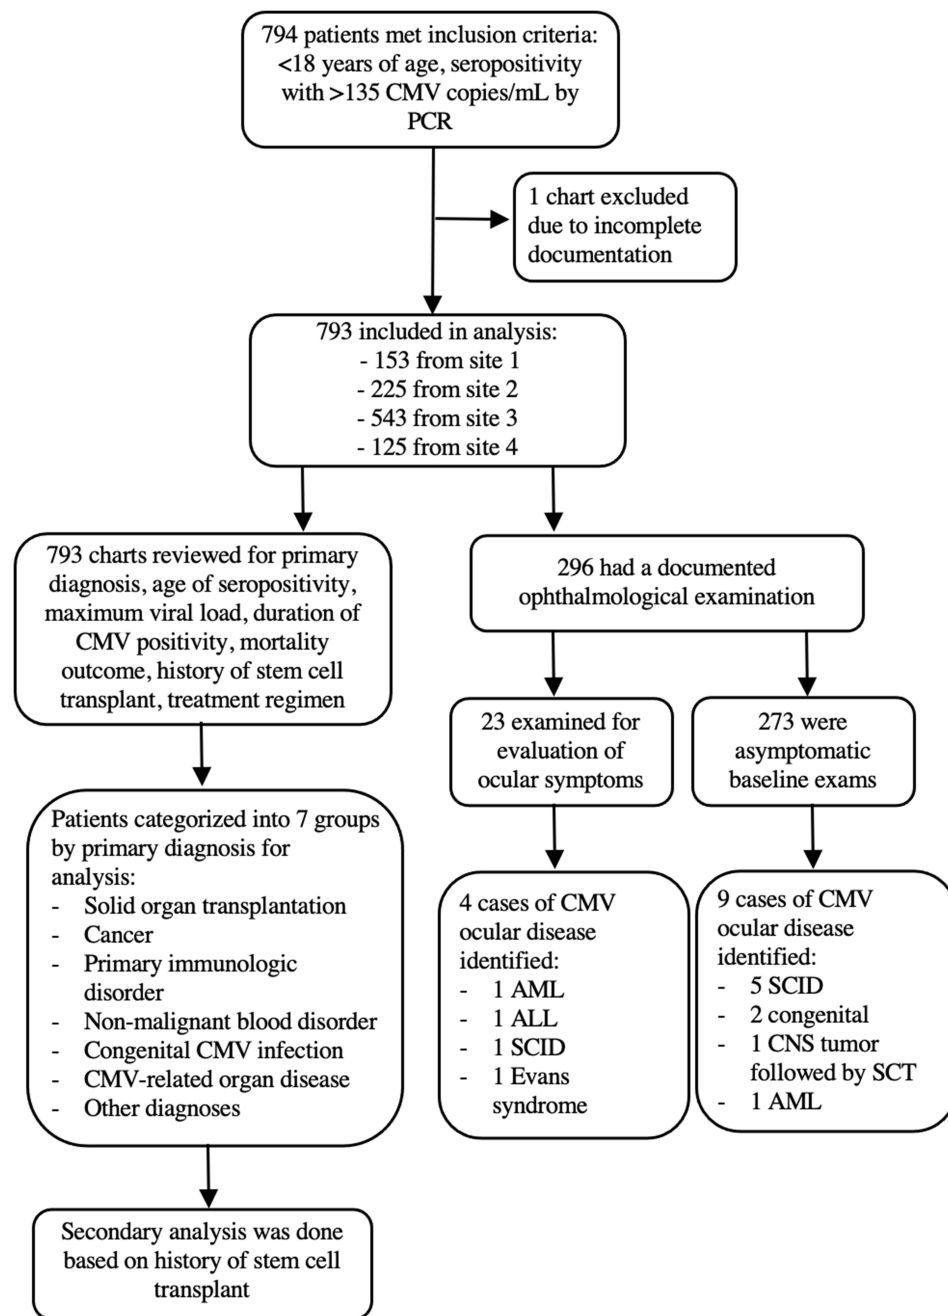 794 patients met inclusion criteria:
<18 years of age, seropositivity
with >135 CMV copies/mL by
PCR
1 chart excluded
due to incomplete
documentation
793 included in analysis:
- 153 from site 1
- 225 from site 2
- 543 from site 3
- 125 from site 4
793 charts reviewed for primary
diagnosis, age of seropositivity,
maximum viral load, duration of
CMV positivity, mortality
outcome, history of stem cell
transplant, treatment regimen
296 had a documented
ophthalmological examination
23 examined for
evaluation of
ocular symptoms
273 were
asymptomatic
baseline exams
Patients categorized into 7 groups
by primary diagnosis for
analysis:
- Solid organ transplantation
- Cancer
- Primary immunologic
disorder
- Non-malignant blood disorder
- Congenital CMV infection
- CMV-related organ disease
- Other diagnoses
4 cases of CMV
ocular disease
identified:
- 1 AML
- 1 ALL
- 1 SCID
- 1 Evans
syndrome
9 cases of CMV
ocular disease
identified:
- 5 SCID
- 2 congenital
- 1 CNS tumor
followed by SCT
- 1 AML
Secondary analysis was done
based on history of stem cell
transplant